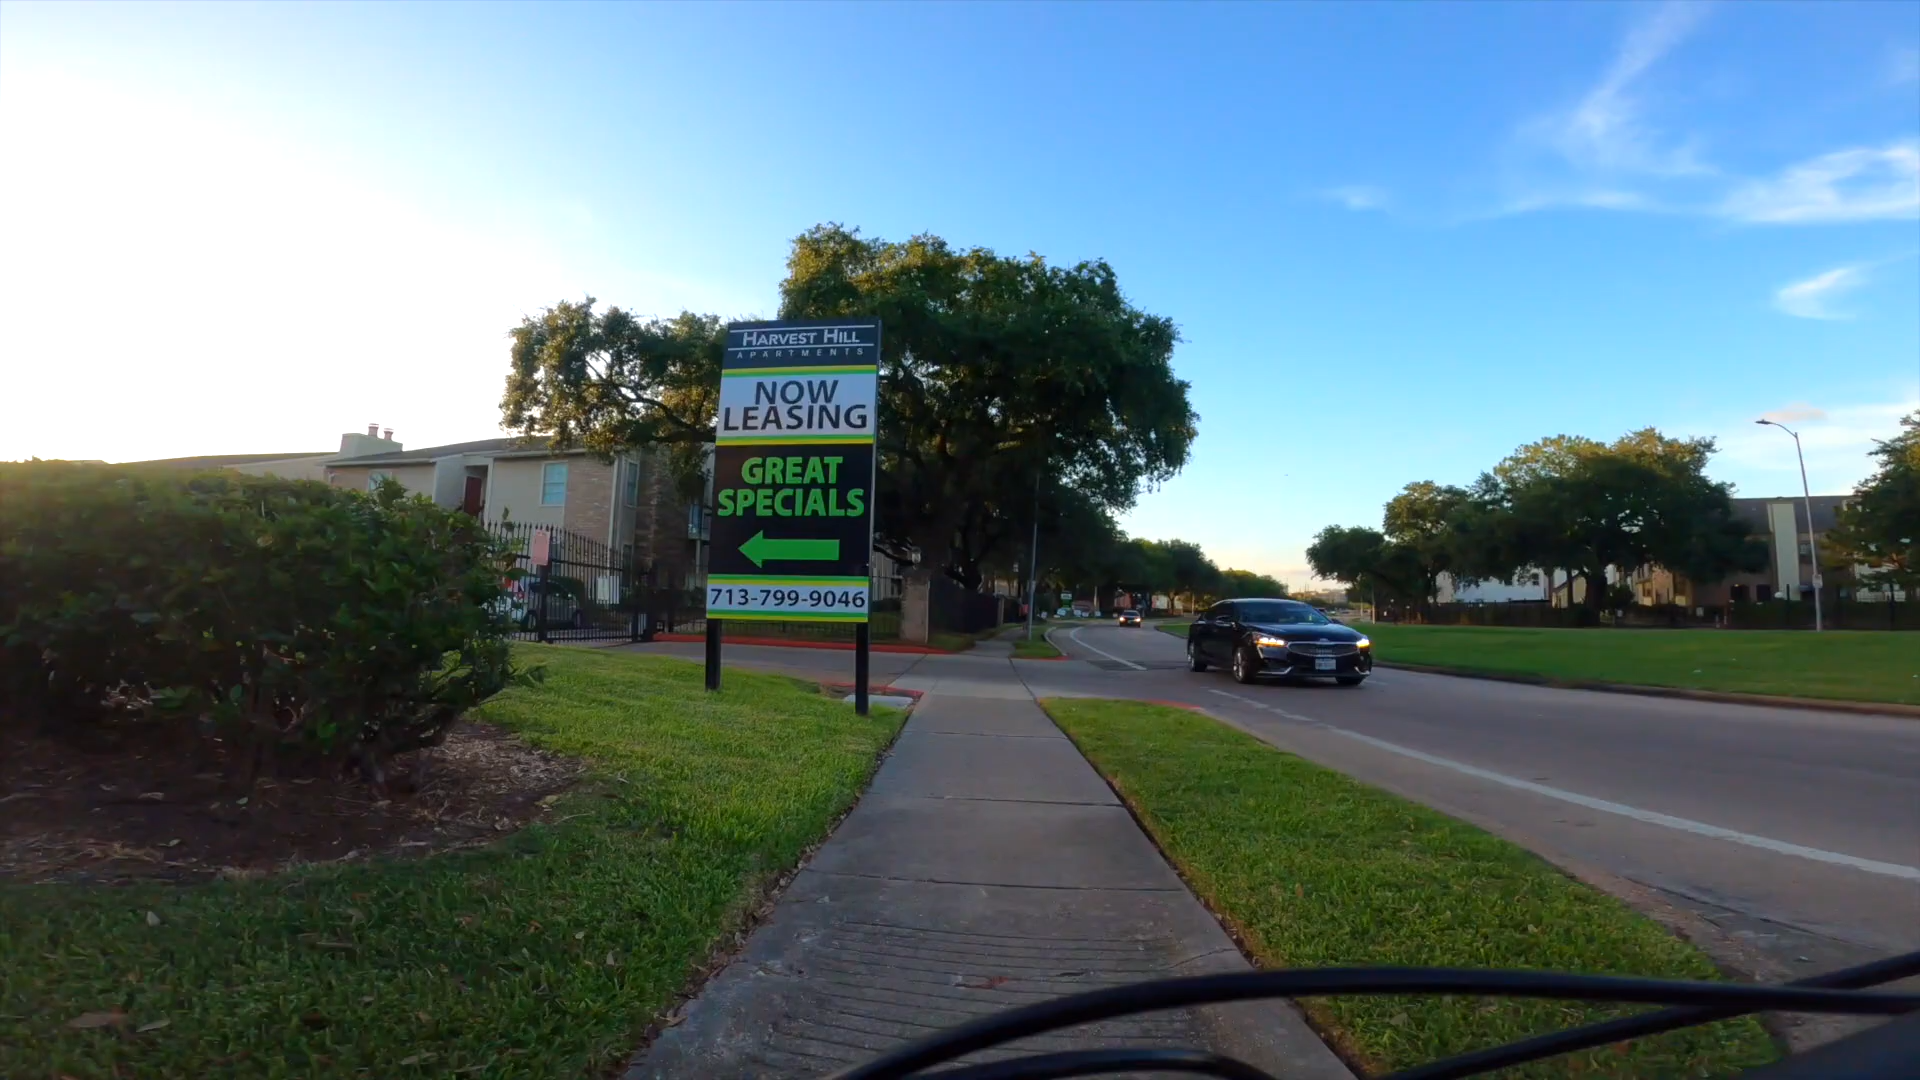 HARVEST HILL
APARTMENTS
NOW
LEASING
GREAT
SPECIALS
713-799-9046